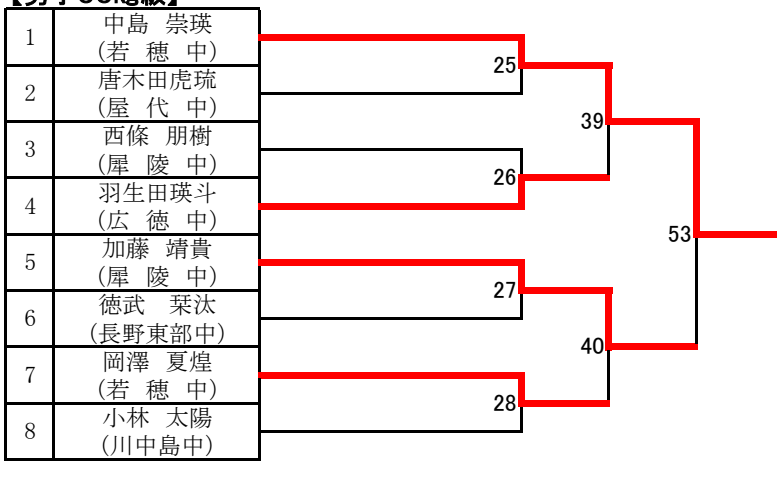 1
中島 崇瑛
(若 穂 中)
2
唐木田虎琉
(屋 代 中)
3
西條 朋樹
(犀 陵 中)
4
羽生田瑛斗
(広 徳 中)
5
加藤 靖貴
(犀 陵 中)
6
徳武 栞汰
(長野東部中)
7
岡澤 夏煌
(若 穂 中)
8
小林 太陽
(川中島中)
25
26
27
28
39
40
53